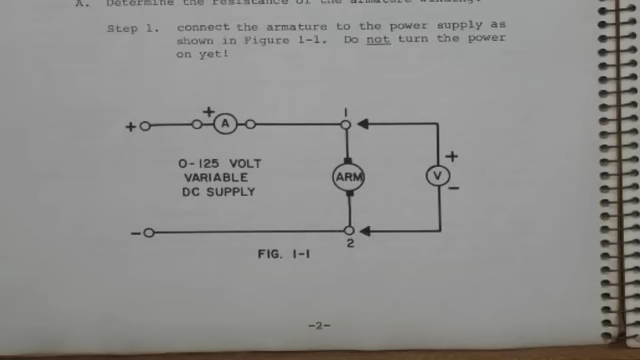 A. Determine the resistance of the armature winding.
Step 1. connect the armature to the power supply as
shown in Figure 1-1. Do not turn the power
on yet!
+ + A 1
+
0-125 VOLT
VARIABLE
DC SUPPLY
ARM
V
-
-
2
FIG. 1-1
-2-